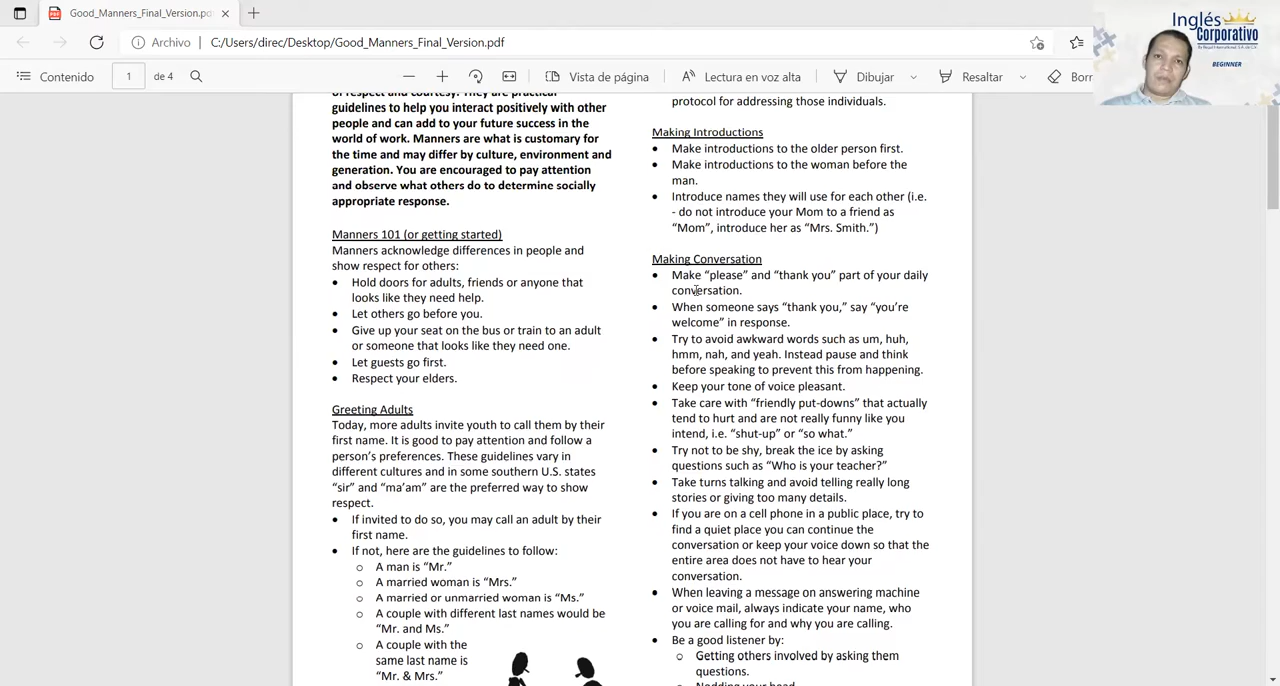 Good_Manners_Final_Version.pd
Archivo
C:/Users/direc/Desktop/Good_Manners_Final_Version.pdf
Contenido
1
de 4
Vista de página
Lectura en voz alta
Dibujar
Resaltar
Borr
Inglés
Corporativo
BEGINNER
of respect and courtesy. They are practical
guidelines to help you interact positively with other
people and can add to your future success in the
world of work. Manners are what is customary for
the time and may differ by culture, environment and
generation. You are encouraged to pay attention
and observe what others do to determine socially
appropriate response.
Manners 101 (or getting started)
Manners acknowledge differences in people and
show respect for others:
• Hold doors for adults, friends or anyone that
looks like they need help.
• Let others go before you.
• Give up your seat on the bus or train to an adult
or someone that looks like they need one.
• Let guests go first.
• Respect your elders.
Greeting Adults
Today, more adults invite youth to call them by their
first name. It is good to pay attention and follow a
person's preferences. These guidelines vary in
different cultures and in some southern U.S. states
"sir" and "ma'am" are the preferred way to show
respect.
• If invited to do so, you may call an adult by their
first name.
• If not, here are the guidelines to follow:
o A man is "Mr."
o A married woman is "Mrs."
o A married or unmarried woman is "Ms."
o A couple with different last names would be
"Mr. and Ms."
o A couple with the
same last name is
"Mr. & Mrs."
protocol for addressing those individuals.
Making Introductions
• Make introductions to the older person first.
• Make introductions to the woman before the
man.
• Introduce names they will use for each other (i.e.
- do not introduce your Mom to a friend as
"Mom", introduce her as "Mrs. Smith.")
Making Conversation
• Make "please" and "thank you" part of your daily
conversation.
• When someone says "thank you," say "you're
welcome" in response.
• Try to avoid awkward words such as um, huh,
hmm, nah, and yeah. Instead pause and think
before speaking to prevent this from happening.
• Keep your tone of voice pleasant.
• Take care with "friendly put-downs" that actually
tend to hurt and are not really funny like you
intend, i.e. "shut-up" or "so what."
• Try not to be shy, break the ice by asking
questions such as "Who is your teacher?"
• Take turns talking and avoid telling really long
stories or giving too many details.
• If you are on a cell phone in a public place, try to
find a quiet place you can continue the
conversation or keep your voice down so that the
entire area does not have to hear your
conversation.
• When leaving a message on answering machine
or voice mail, always indicate your name, who
you are calling for and why you are calling.
• Be a good listener by:
o Getting others involved by asking them
questions.
o Nodding your head